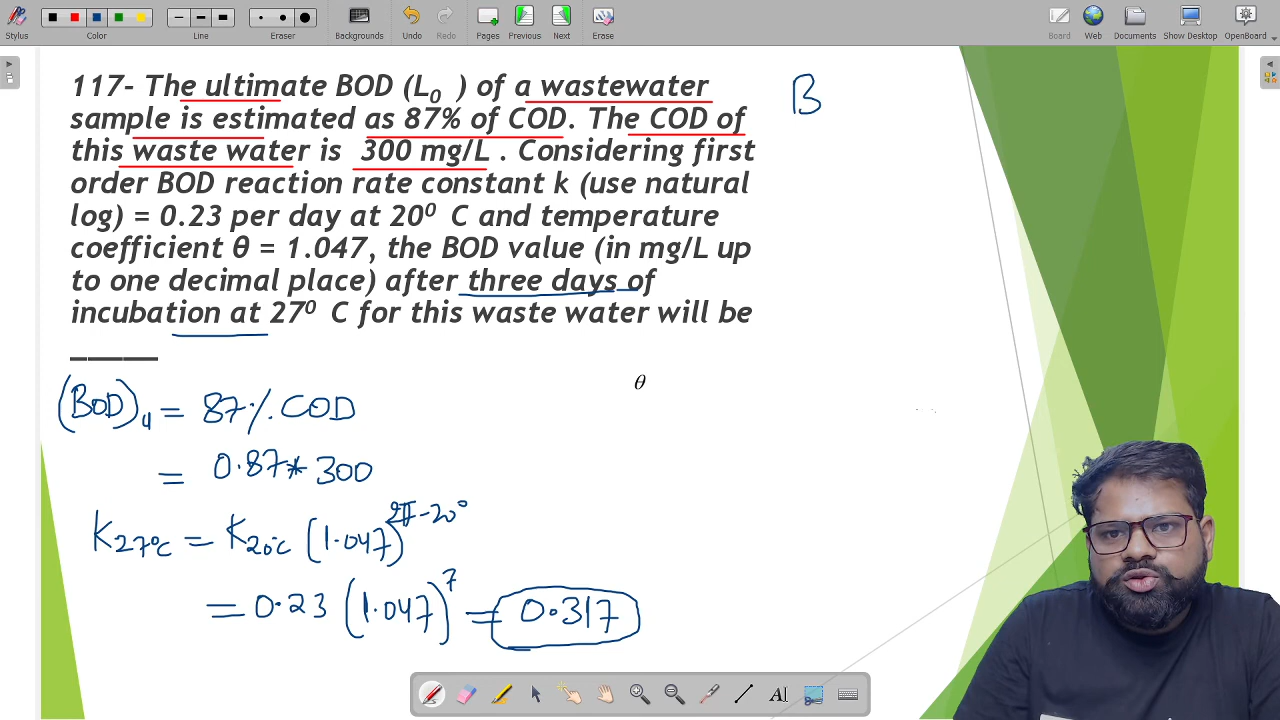 Stylus
Color
Line
Eraser
Backgrounds
Undo
Redo
Pages
Previous
Next
Erase
Board
Web
Documents
Show Desktop
OpenBoard
117- The ultimate BOD (L0 ) of a wastewater
sample is estimated as 87% of COD. The COD of
this waste water is 300 mg/L . Considering first
order BOD reaction rate constant k (use natural
log) = 0.23 per day at 20⁰ C and temperature
coefficient θ = 1.047, the BOD value (in mg/L up
to one decimal place) after three days of
incubation at 27⁰ C for this waste water will be
_____
B
θ
(BOD)u = 87% COD
= 0.87*300
K27°C = K20°C (1.047)^27-20°
= 0.23 (1.047)^7 = 0.317
AI